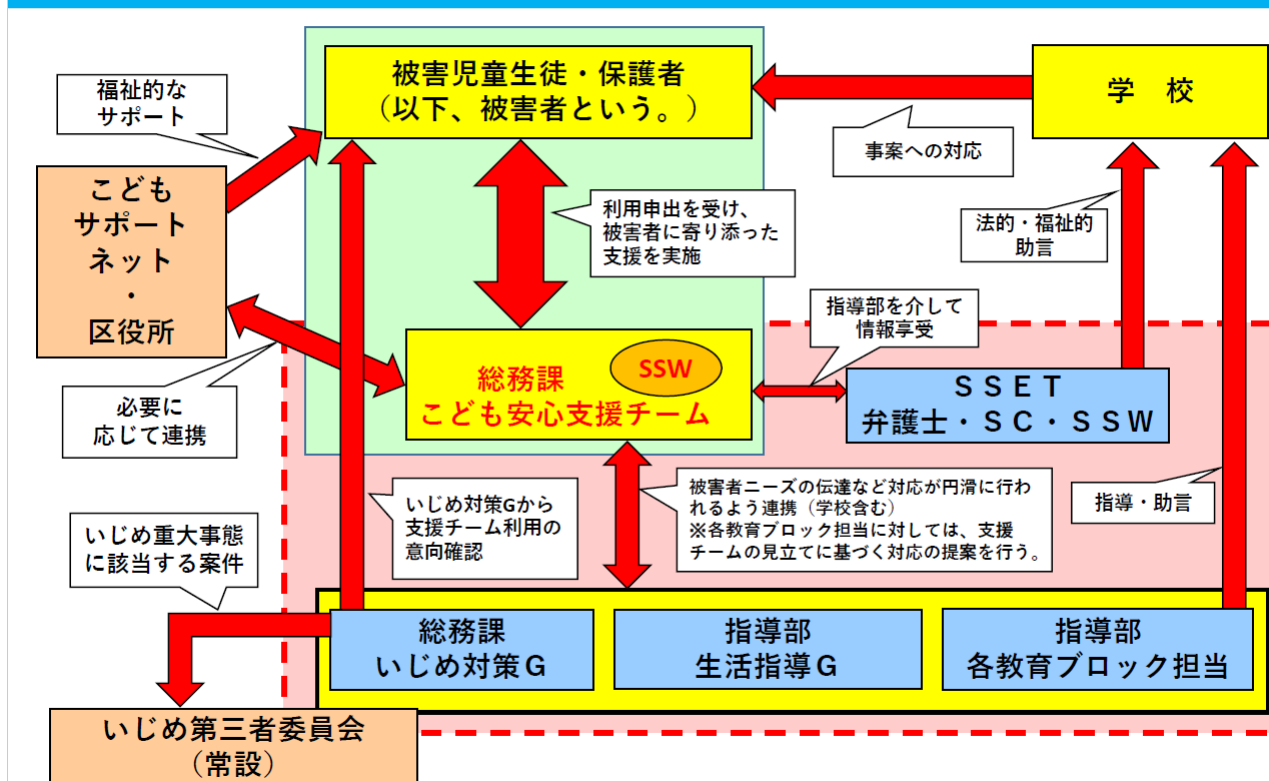 被害児童生徒・保護者
(以下、被害者という。)
学 校
福祉的な
サポート
事案への対応
こども
サポート
ネット
・
区役所
利用申出を受け、
被害者に寄り添った
支援を実施
法的・福祉的
助言
指導部を介して
情報享受
総務課
こども安心支援チーム
SSW
SSET
弁護士・SC・SSW
必要に
応じて連携
いじめ対策Gから
支援チーム利用の
意向確認
被害者ニーズの伝達など対応が円滑に行わ
れるよう連携(学校含む)
※各教育ブロック担当に対しては、支援
チームの見立てに基づく対応の提案を行う。
指導・助言
いじめ重大事態
に該当する案件
総務課
いじめ対策G
指導部
生活指導G
指導部
各教育ブロック担当
いじめ第三者委員会
(常設)